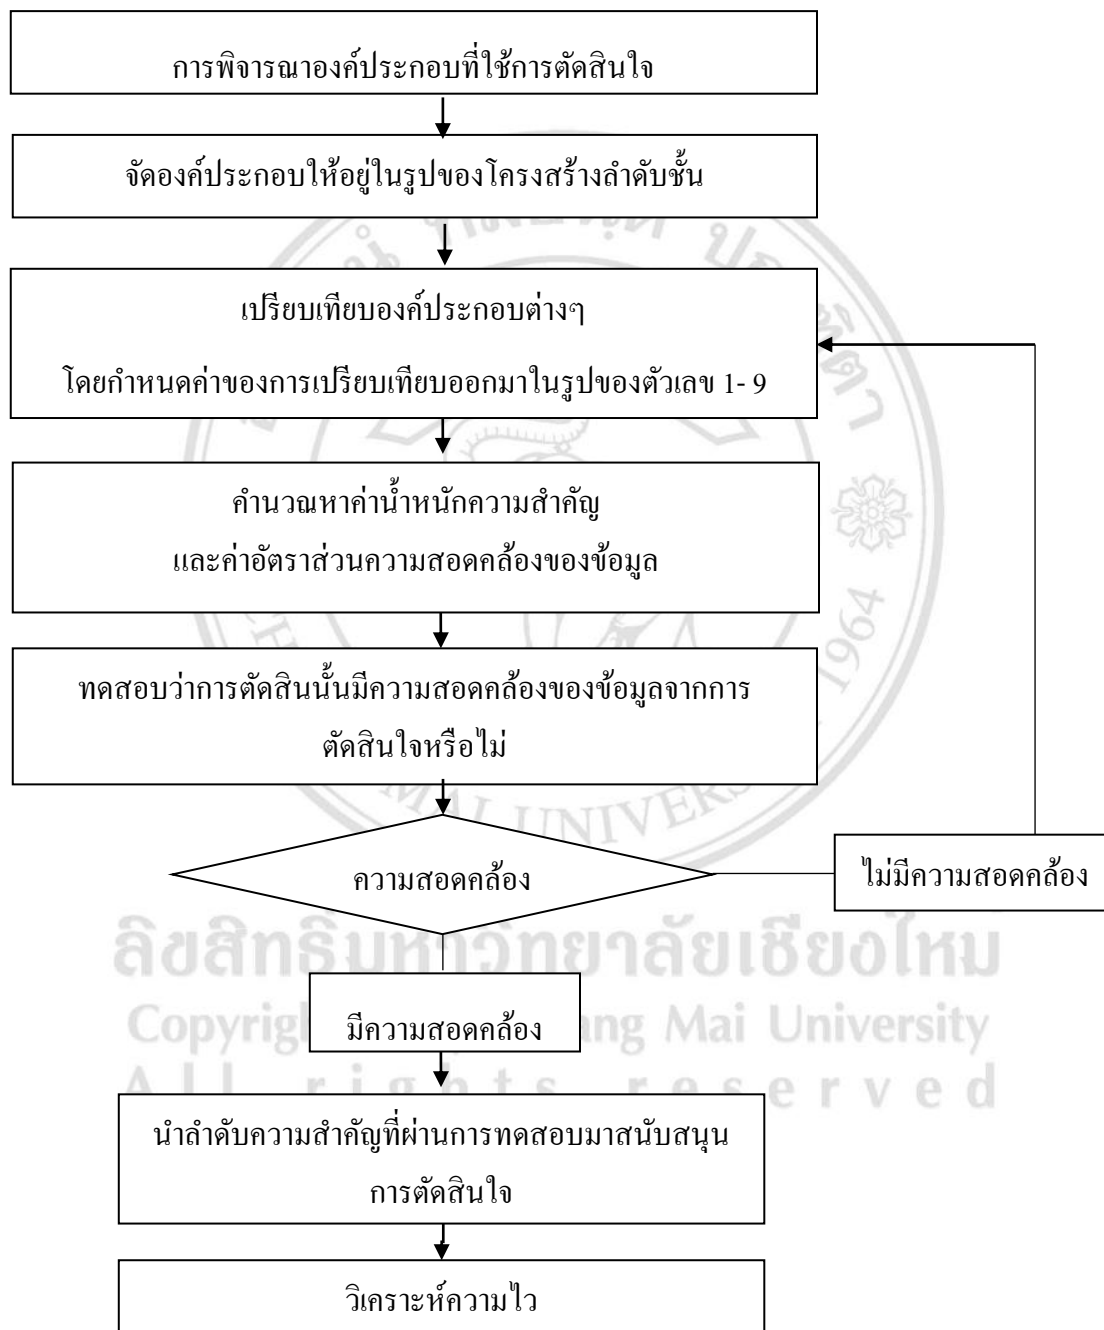 การพิจารณาองค์ประกอบที่ใช้การตัดสินใจ
จัดองค์ประกอบให้อยู่ในรูปของโครงสร้างลำดับชั้น
เปรียบเทียบองค์ประกอบต่างๆ
โดยกำหนดค่าของการเปรียบเทียบออกมาในรูปของตัวเลข 1- 9
คำนวณหาค่าน้ำหนักความสำคัญ
และค่าอัตราส่วนความสอดคล้องของข้อมูล
1964
ทดสอบว่าการตัดสินนั้นมีความสอดคล้องของข้อมูลจากการ
ตัดสินใจหรือไม่
MAI UNIVERS
ความสอดคล้อง
ไม่มีความสอดคล้อง
ลิขสิทธิ์มหาวิทยาลัยเชียงใหม่
Copyrig ang Mai University
มีความสอดคล้อง
All rights reserved
นำลำดับความสำคัญที่ผ่านการทดสอบมาสนับสนุน
การตัดสินใจ
วิเคราะห์ความไว